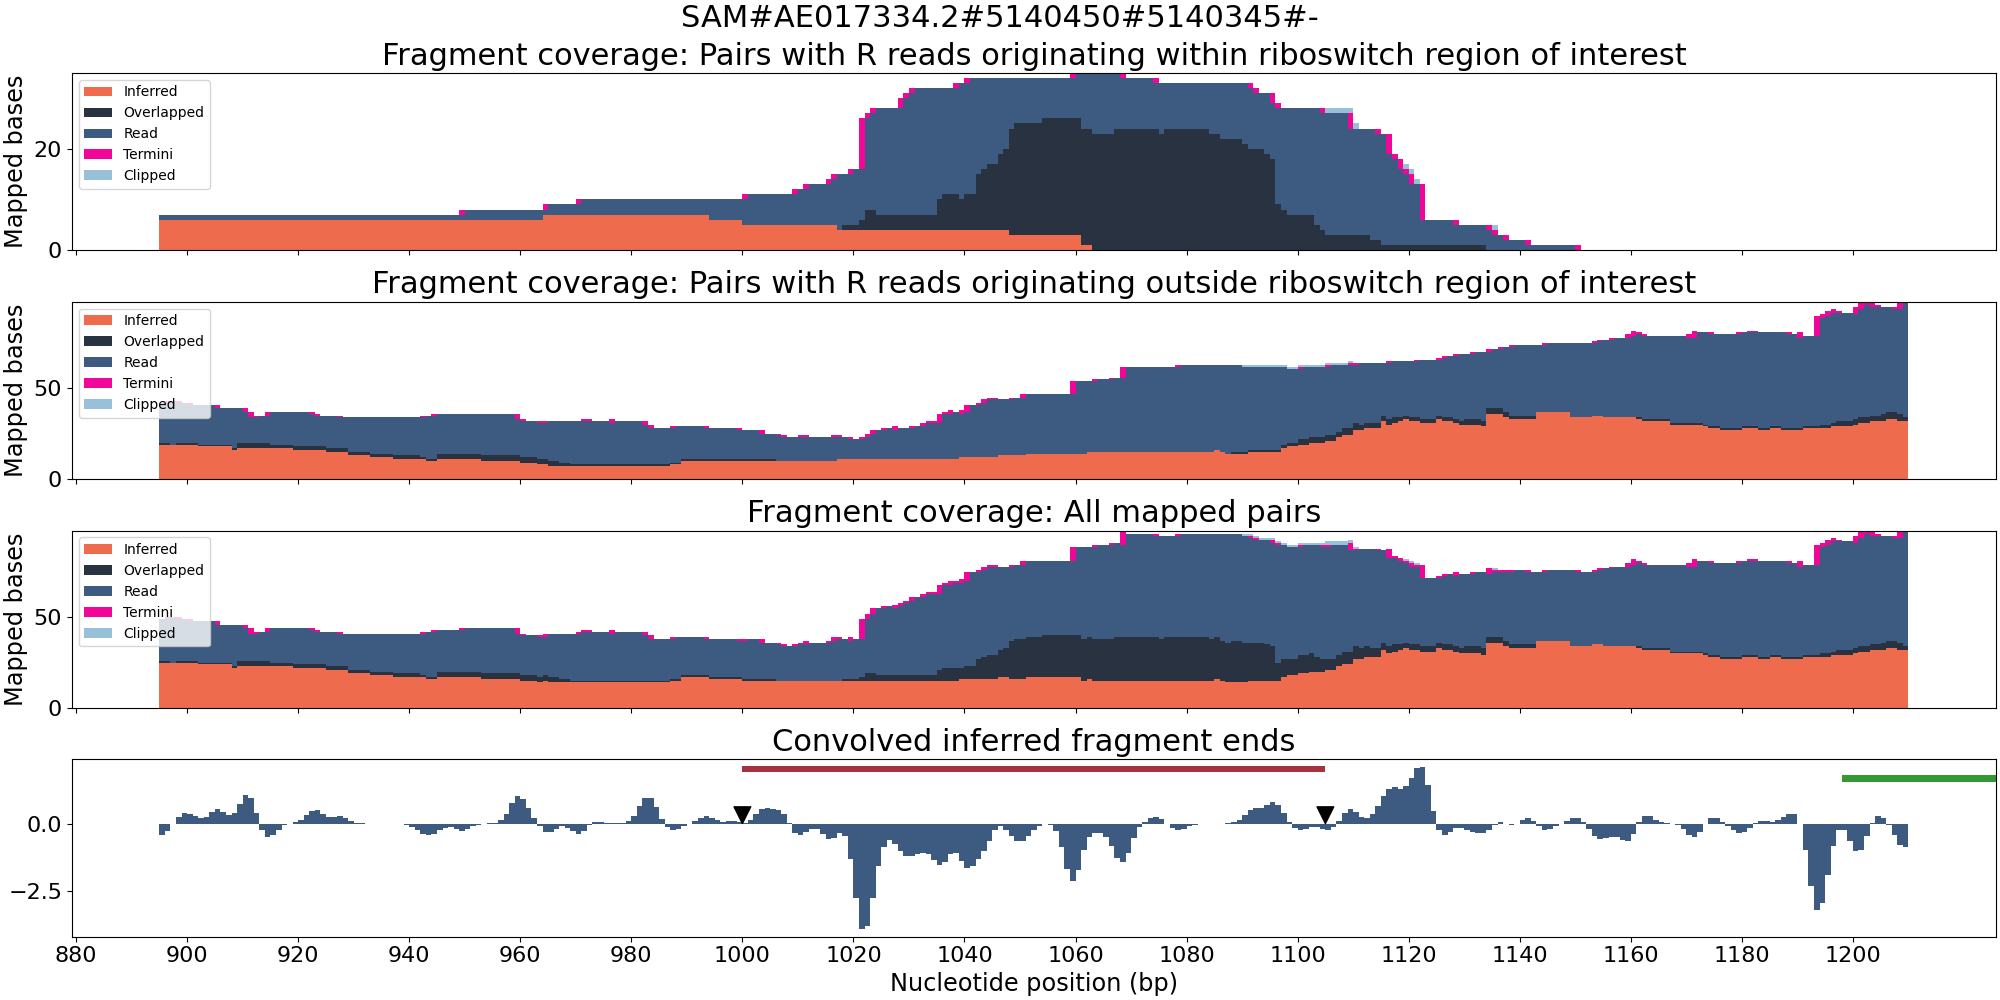 SAM#AE017334.2#5140450#5140345#-
Fragment coverage: Pairs with R reads originating within riboswitch region of interest
Mapped bases
20
0
Inferred
Overlapped
Read
Termini
Clipped
Fragment coverage: Pairs with R reads originating outside riboswitch region of interest
Mapped bases
50
0
Inferred
Overlapped
Read
Termini
Clipped
Fragment coverage: All mapped pairs
Mapped bases
50
0
Inferred
Overlapped
Read
Termini
Clipped
Convolved inferred fragment ends
0.0
−2.5
880 900 920 940 960 980 1000 1020 1040 1060 1080 1100 1120 1140 1160 1180 1200
Nucleotide position (bp)